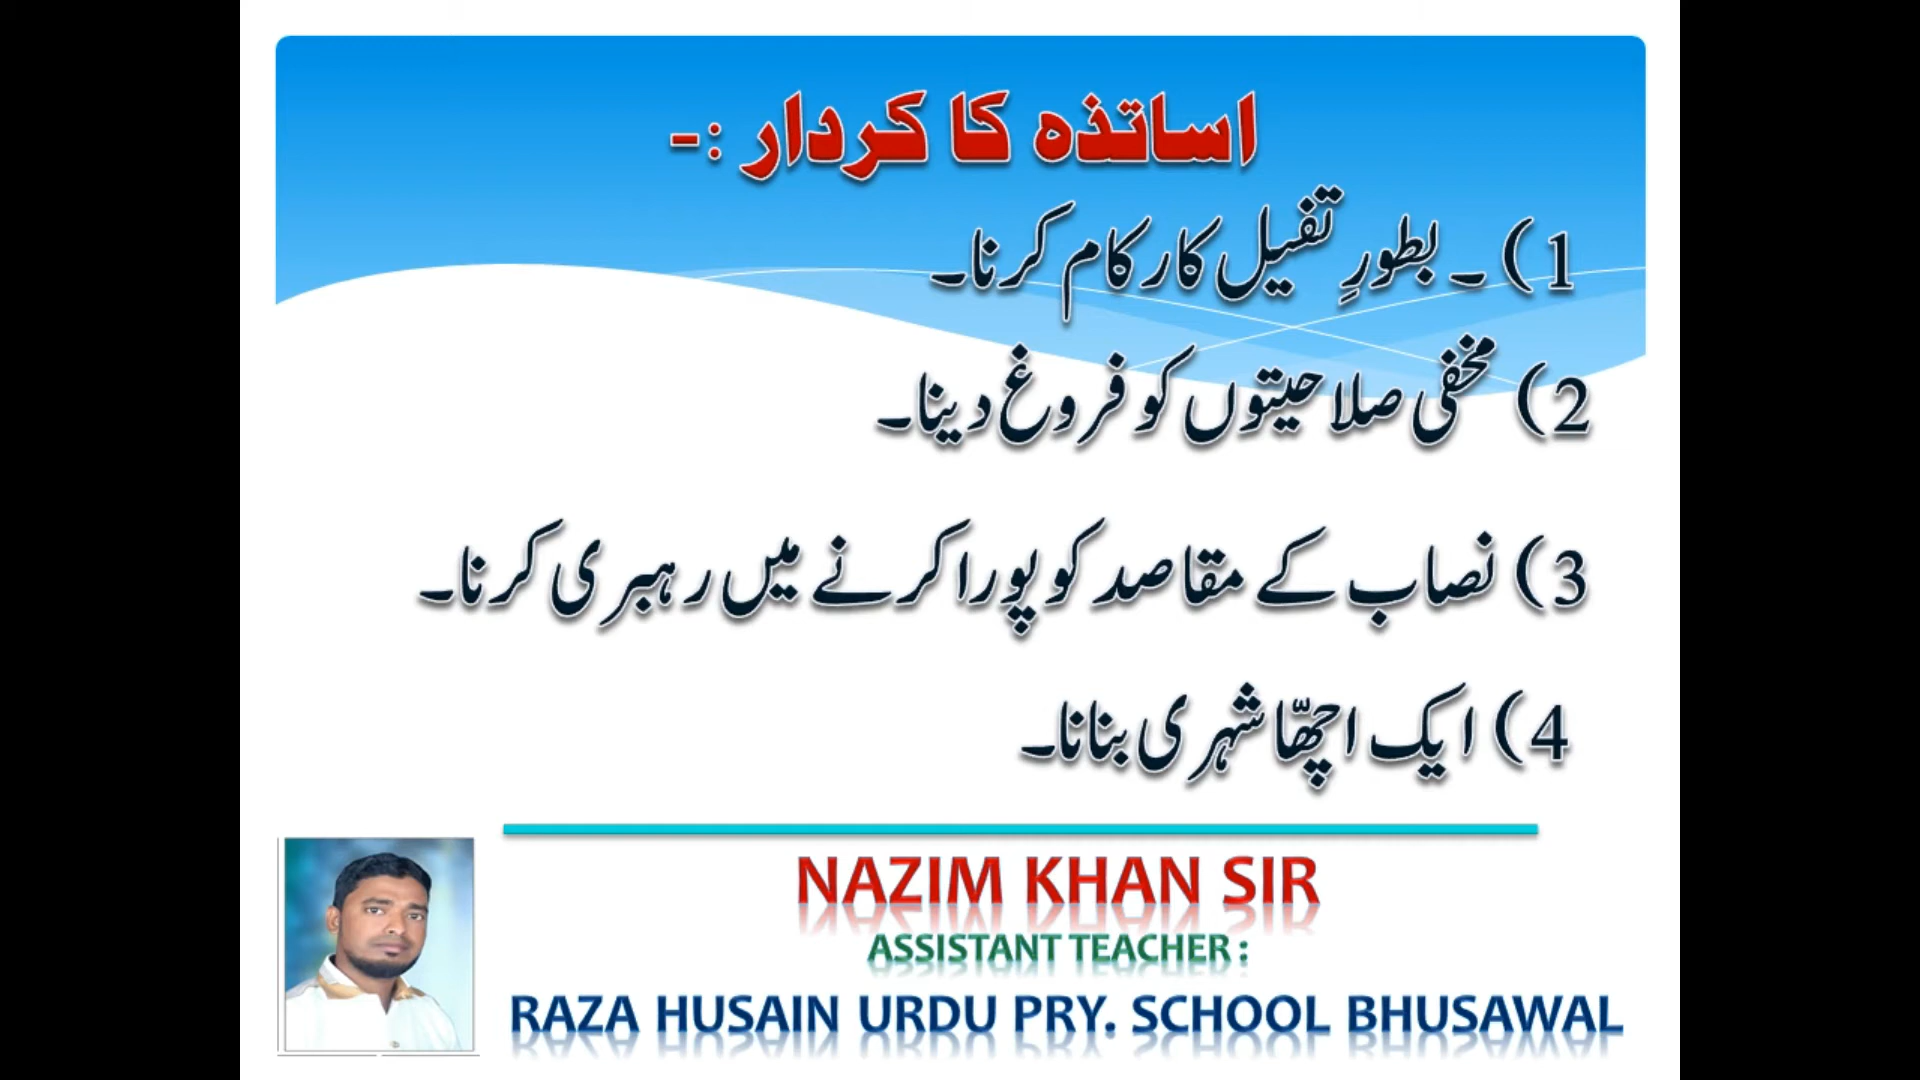 اساتذہ کا کردار :-
1) ۔ بطورِ تفیل کار کام کرنا۔
2) مخفی صلاحیتوں کو فروغ دینا۔
3) نصاب کے مقاصد کو پورا کرنے میں رہبری کرنا۔
4) ایک اچھّا شہری بنانا۔
NAZIM KHAN SIR
ASSISTANT TEACHER :
RAZA HUSAIN URDU PRY. SCHOOL BHUSAWAL